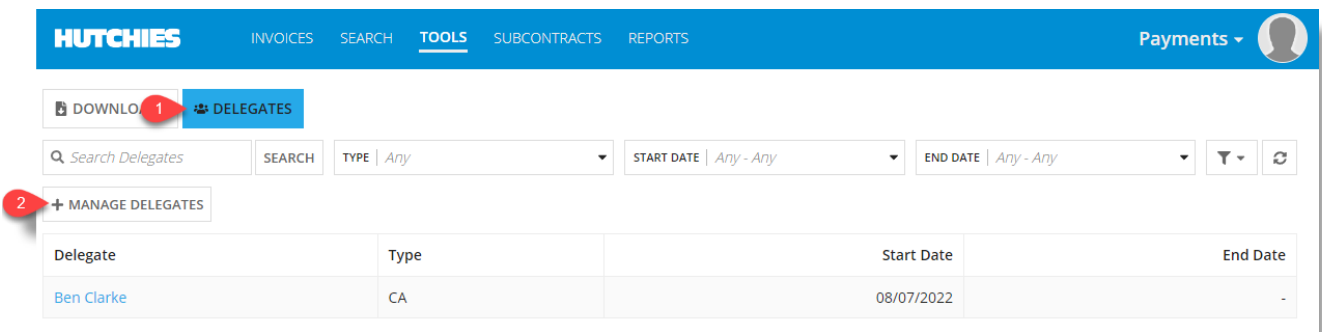 HUTCHIES INVOICES SEARCH TOOLS SUBCONTRACTS REPORTS Payments
DOWNLO 1 DELEGATES
Search Delegates SEARCH TYPE Any START DATE Any - Any END DATE Any - Any
2 + MANAGE DELEGATES
Delegate Type Start Date End Date
Ben Clarke CA 08/07/2022 -